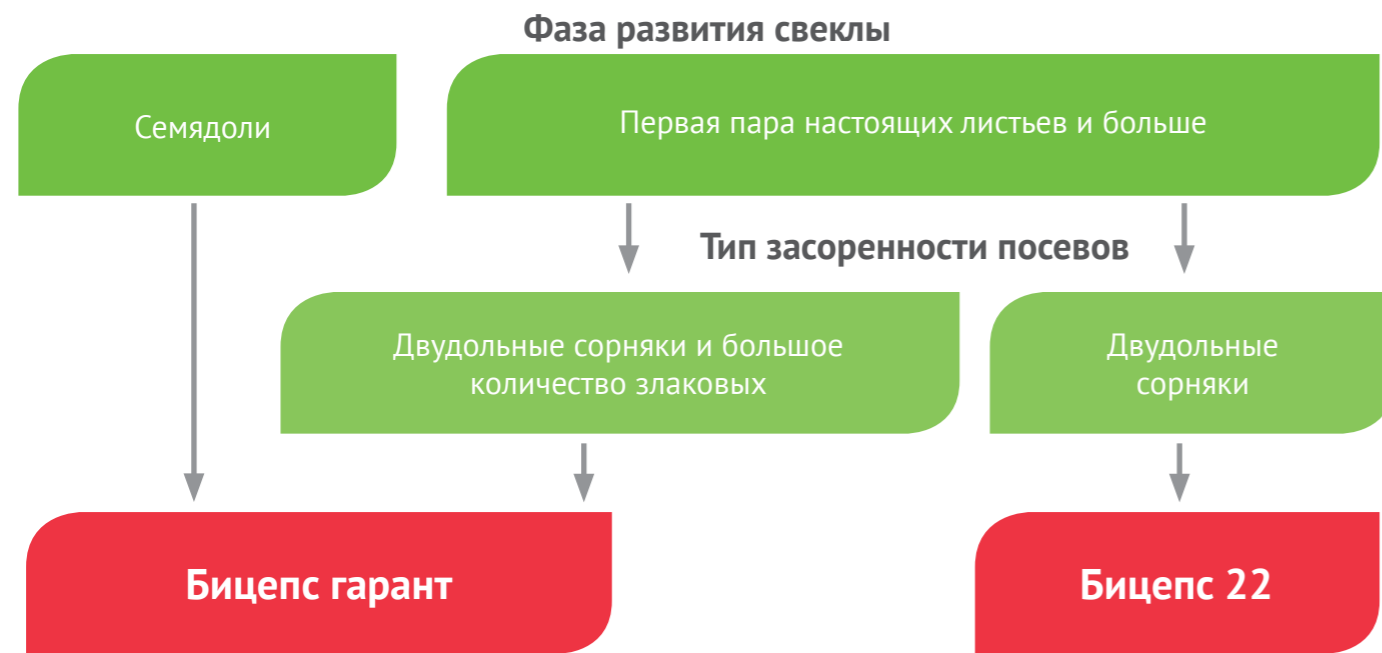 Фаза развития свеклы
Семядоли
Первая пара настоящих листьев и больше
Тип засоренности посевов
Двудольные сорняки и большое
количество злаковых
Двудольные
сорняки
Бицепс гарант
Бицепс 22